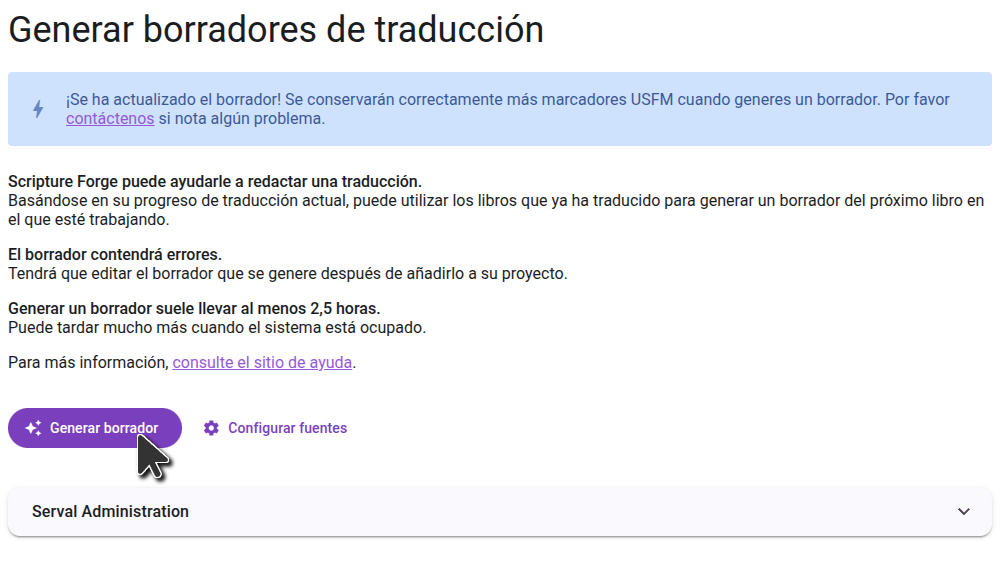 Generar borradores de traducción
¡Se ha actualizado el borrador! Se conservarán correctamente más marcadores USFM cuando generes un borrador. Por favor
contáctenos si nota algún problema.
Scripture Forge puede ayudarle a redactar una traducción.
Basándose en su progreso de traducción actual, puede utilizar los libros que ya ha traducido para generar un borrador del próximo libro en
el que esté trabajando.
El borrador contendrá errores.
Tendrá que editar el borrador que se genere después de añadirlo a su proyecto.
Generar un borrador suele llevar al menos 2,5 horas.
Puede tardar mucho más cuando el sistema está ocupado.
Para más información, consulte el sitio de ayuda.
Generar borrador
Configurar fuentes
Serval Administration